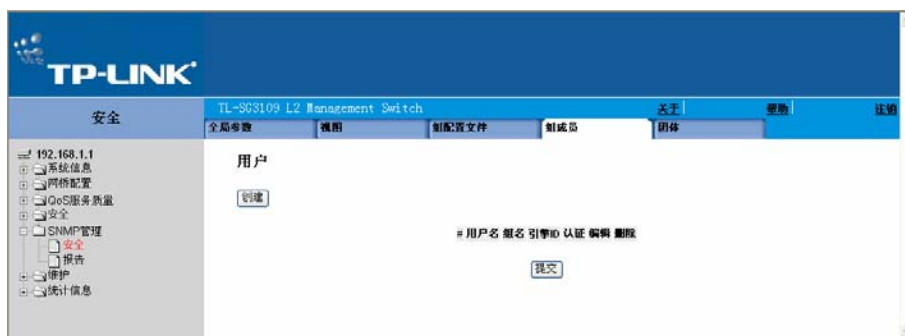 TP-LINK
安全
TL-SG3109 L2 Management Switch
关于
帮助
注销
全局参数
视图
组配置文件
组成员
团体
192.168.1.1
系统信息
网桥配置
QoS服务质量
安全
SNMP管理
安全
报告
维护
统计信息
用户
创建
# 用户名 组名 引擎ID 认证 编辑 删除
提交